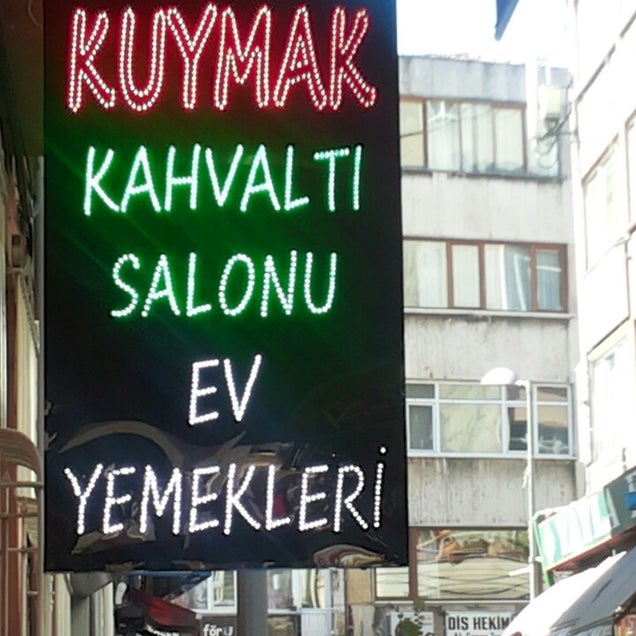 KUYMAK
KAHVALTI
SALONU
EV
YEMEKLERİ
DİŞ HEKİMİ